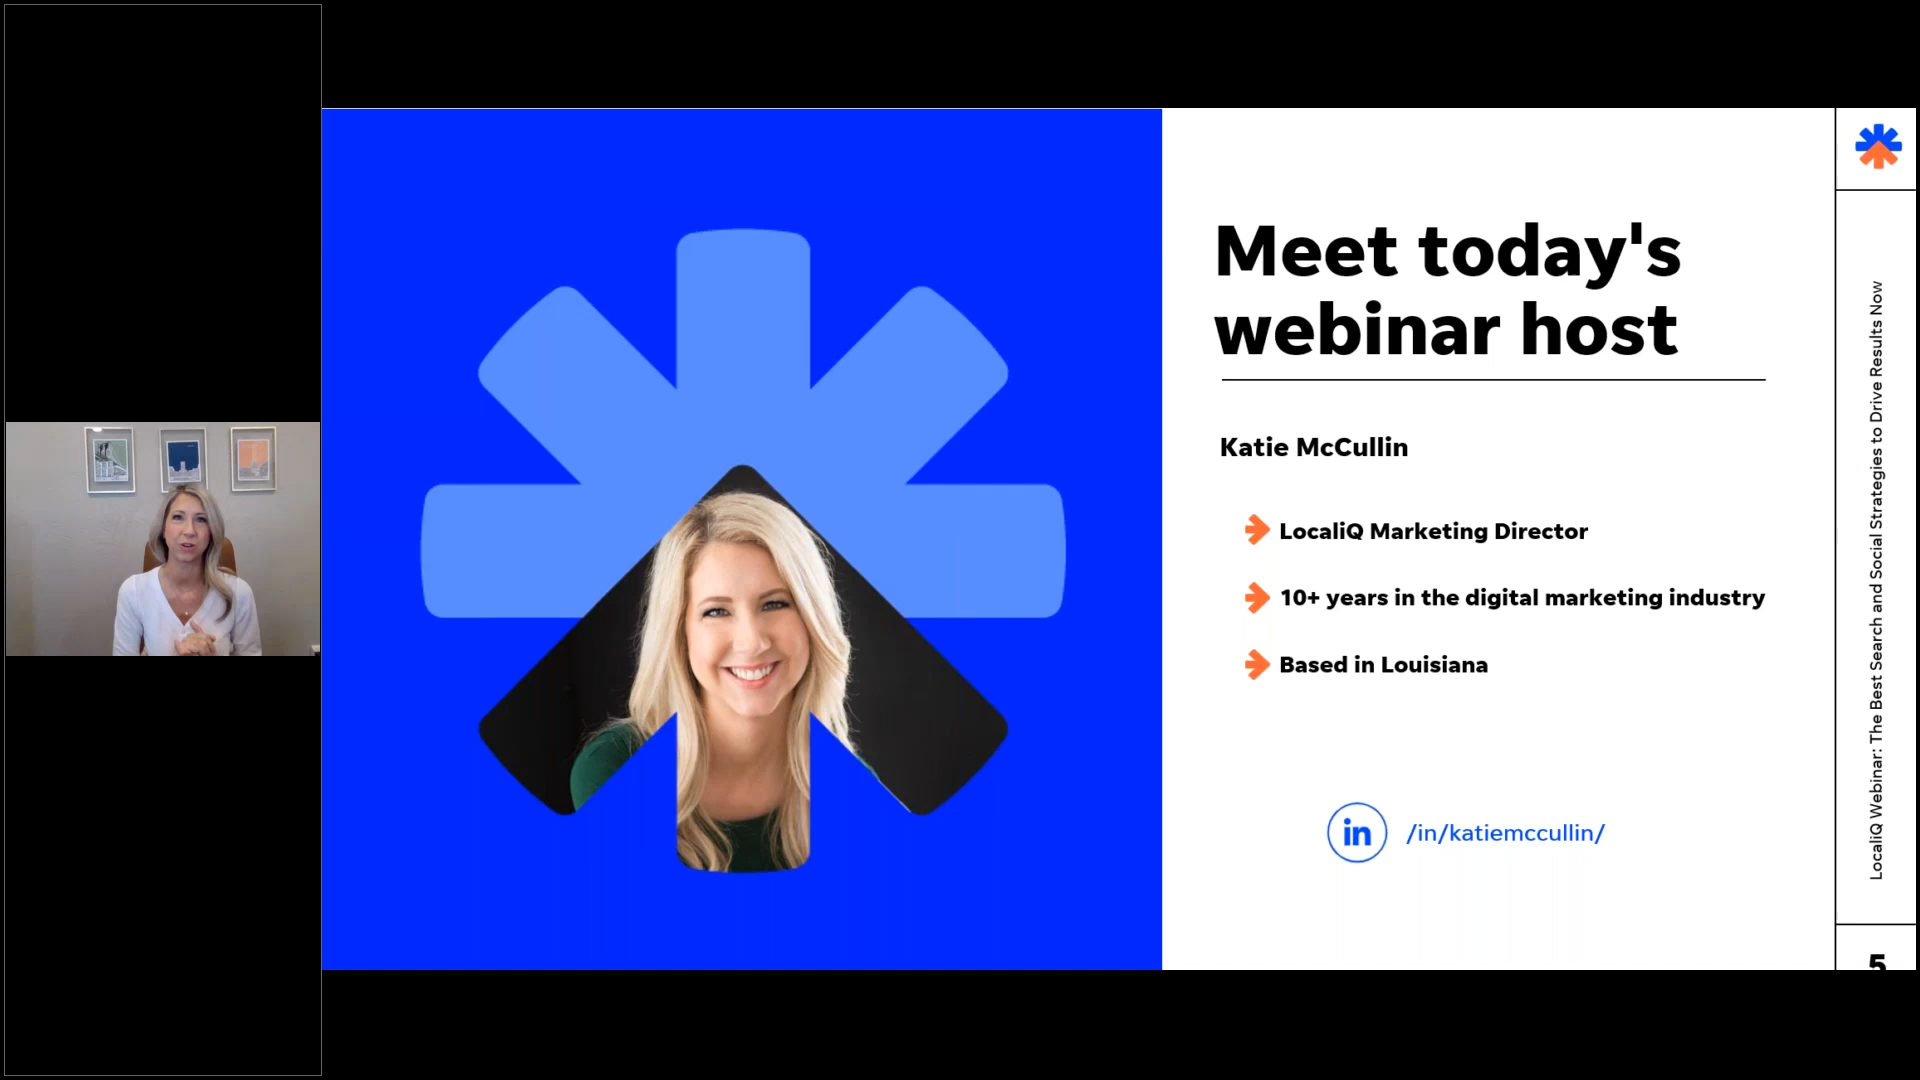 Meet today's
webinar host
Katie McCullin
LocaliQ Marketing Director
10+ years in the digital marketing industry
Based in Louisiana
in /in/katiemccullin/
LocaliQ Webinar: The Best Search and Social Strategies to Drive Results Now
5